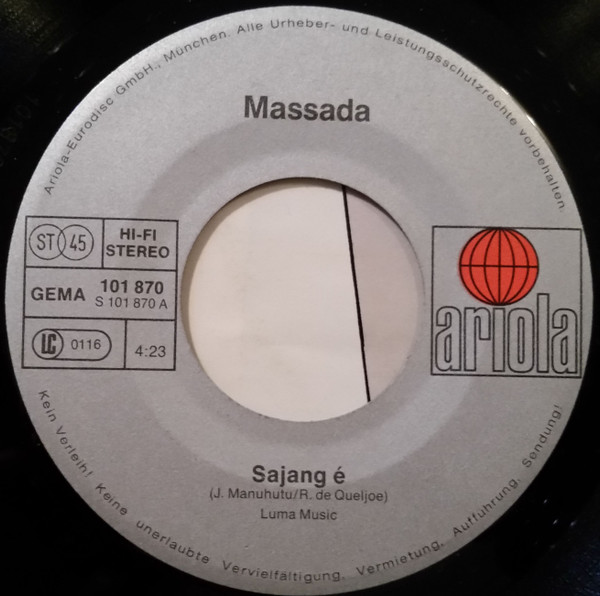 Ariola-Eurodisc GmbH., München. Alle Urheber- und Leistungsschutzrechte vorbehalten.
Massada
ST 45
HI-FI
STEREO
GEMA 101 870
S 101 870 A
LC 0116
4:23
ariola
Sajang é
(J. Manuhutu/R. de Queljoe)
Luma Music
Kein Verleih! Keine unerlaubte Vervielfältigung, Vermietung, Aufführung, Sendung!